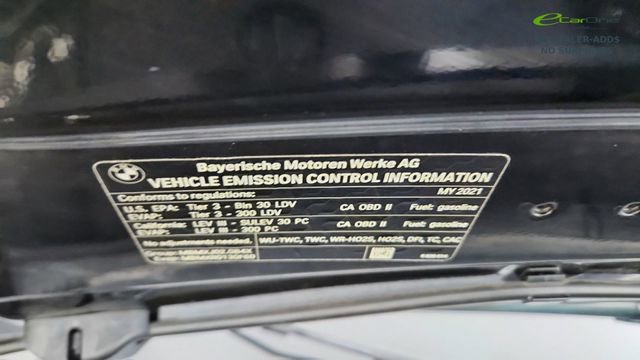 eCarOne
NO SU
Bayerische Motoren Werke AG
VEHICLE EMISSION CONTROL INFORMATION
Conforms to regulations: MY 2021
U.S. EPA: Tier 3 - Bin 30 LDV CA OBD II Fuel: gasoline
EVAP: Tier 3 - 300 LDV
California: LEV III - SULEV 30 PC CA OBD II Fuel: gasoline
EVAP: LEV III - 300 PC
No adjustments needed. WU-TWC, TWC, WR-HO2S, HO2S, DFI, TC, CAC